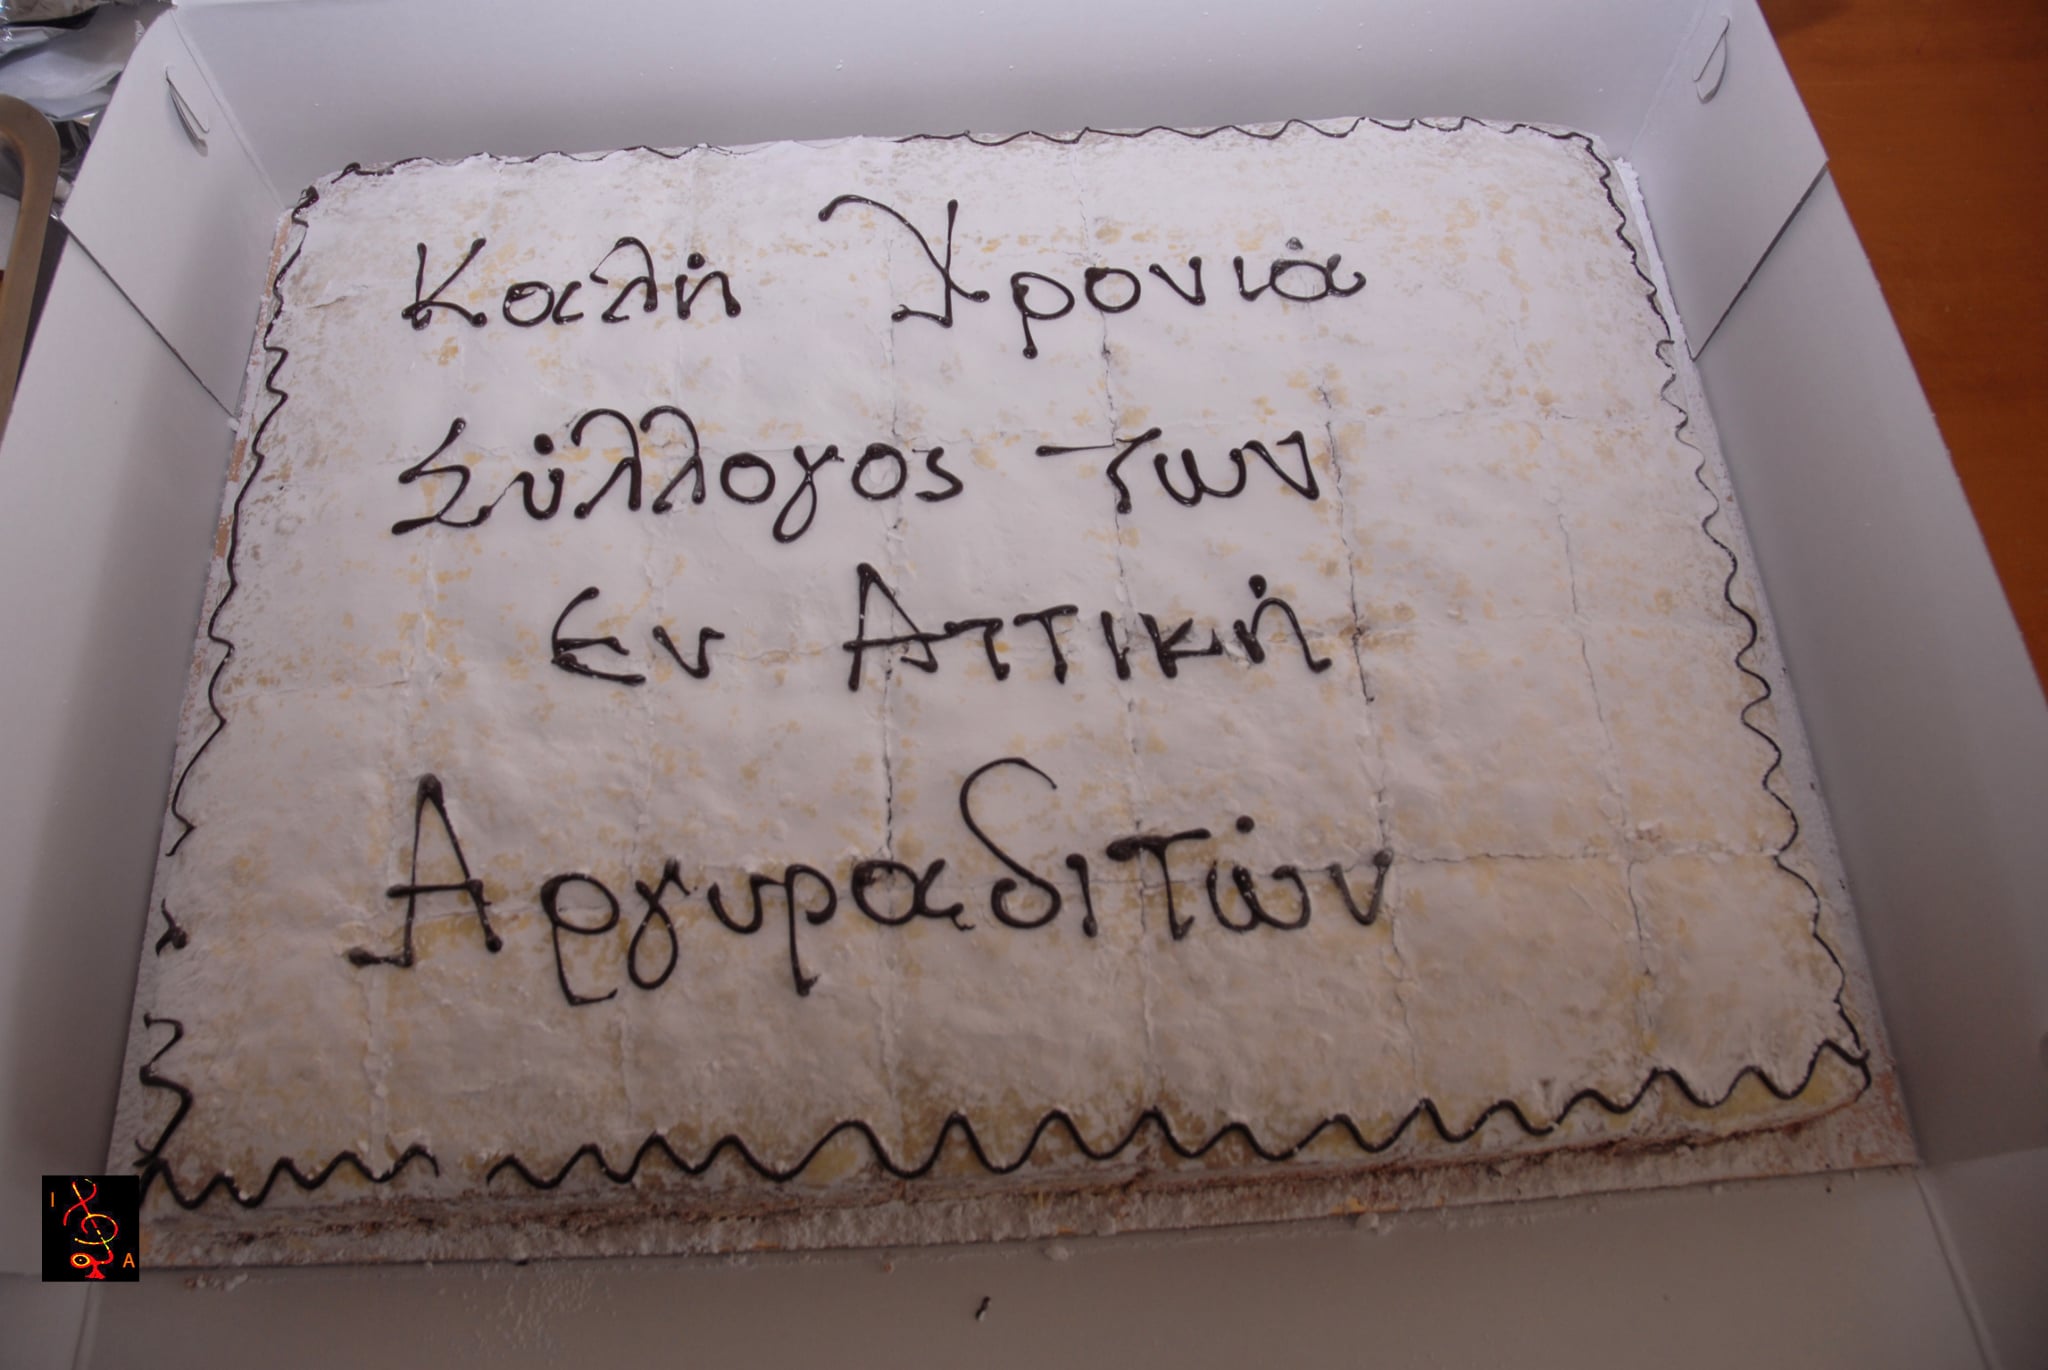 Καλή Χρονιά
Σύλλογος των
Εν Αττική
Αργυραδιτών
I
A